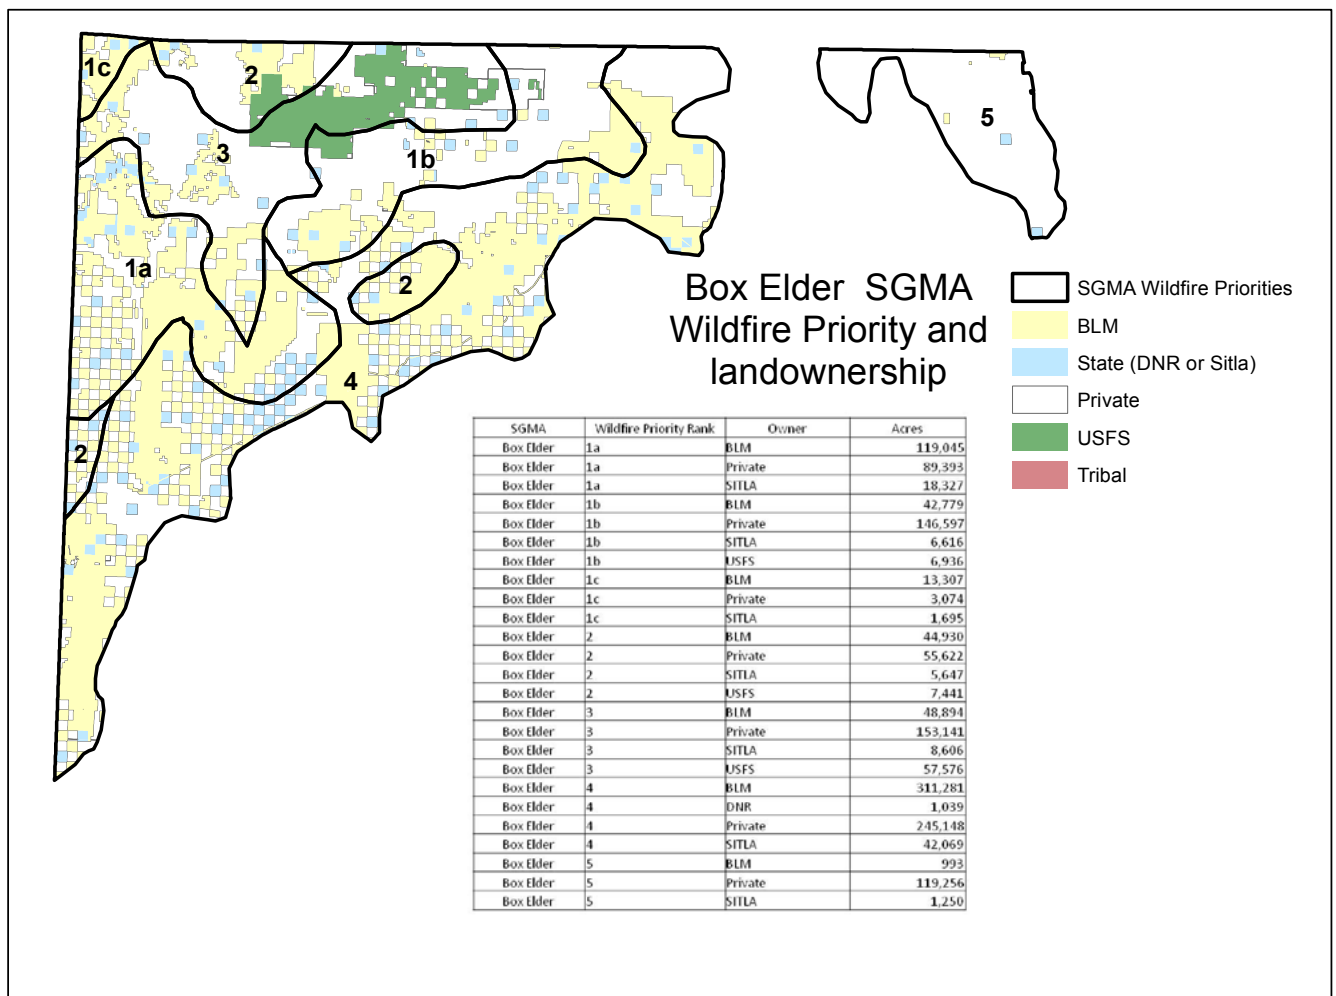 1c
2
3
1b
5
1a
2
4
2
Box Elder SGMA
Wildfire Priority and
landownership
SGMA Wildfire Priorities
BLM
State (DNR or Sitla)
Private
USFS
Tribal
SGMA Wildfire Priority Rank Owner Acres
Box Elder 1a BLM 119,045
Box Elder 1a Private 89,393
Box Elder 1a SITLA 18,327
Box Elder 1b BLM 42,779
Box Elder 1b Private 146,597
Box Elder 1b SITLA 6,616
Box Elder 1b USFS 6,936
Box Elder 1c BLM 13,307
Box Elder 1c Private 3,074
Box Elder 1c SITLA 1,695
Box Elder 2 BLM 44,930
Box Elder 2 Private 55,622
Box Elder 2 SITLA 5,647
Box Elder 2 USFS 7,441
Box Elder 3 BLM 48,894
Box Elder 3 Private 153,141
Box Elder 3 SITLA 8,606
Box Elder 3 USFS 57,576
Box Elder 4 BLM 311,281
Box Elder 4 DNR 1,039
Box Elder 4 Private 245,148
Box Elder 4 SITLA 42,069
Box Elder 5 BLM 993
Box Elder 5 Private 119,256
Box Elder 5 SITLA 1,250